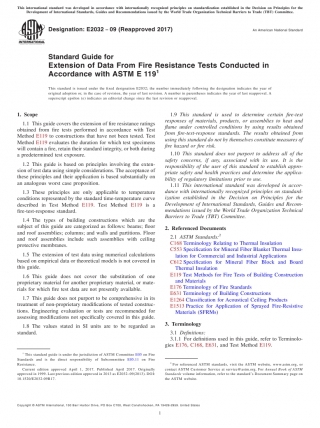 This international standard was developed in accordance with internationally recognized principles on standardization established in the Decision on Principles for the
Development of International Standards, Guides and Recommendations issued by the World Trade Organization Technical Barriers to Trade (TBT) Committee.
Designation: E2032 - 09 (Reapproved 2017)
An American National Standard
Standard Guide for
Extension of Data From Fire Resistance Tests Conducted in
Accordance with ASTM E 119¹
This standard is issued under the fixed designation E2032; the number immediately following the designation indicates the year of
original adoption or, in the case of revision, the year of last revision. A number in parentheses indicates the year of last reapproval. A
superscript epsilon (ε) indicates an editorial change since the last revision or reapproval.
1. Scope
1.1 This guide covers the extension of fire resistance ratings
obtained from fire tests performed in accordance with Test
Method E119 to constructions that have not been tested. Test
Method E119 evaluates the duration for which test specimens
will contain a fire, retain their standard integrity, or both during
a predetermined test exposure.
1.2 This guide is based on principles involving the exten-
sion of test data using simple considerations. The acceptance of
these principles and their application is based substantially on
an analogous worst case proposition.
1.3 These principles are only applicable to temperature
conditions represented by the standard time-temperature curve
described in Test Method E119. Test Method E119 is a
fire-test-response standard.
1.4 The types of building constructions which are the
subject of this guide are categorized as follows: beams; floor
and roof assemblies; columns; and walls and partitions. Floor
and roof assemblies include such assemblies with ceiling
protective membranes.
1.5 The extension of test data using numerical calculations
based on empirical data or theoretical models is not covered in
this guide.
1.6 This guide does not cover the substitution of one
proprietary material for another proprietary material, or mate-
rials for which fire test data are not presently available.
1.7 This guide does not purport to be comprehensive in its
treatment of non-proprietary modifications of tested construc-
tions. Engineering evaluation or tests are recommended for
assessing modifications not specifically covered in this guide.
1.8 The values stated in SI units are to be regarded as
standard.
¹ This standard guide is under the jurisdiction of ASTM Committee E05 on Fire
Standards and is the direct responsibility of Subcommittee E05.11 on Fire
Resistance.
Current edition approved April 1, 2017. Published April 2017. Originally
approved in 1999. Last previous edition approved in
1.9 This standard is used to determine certain fire-test
responses of materials, products, or assemblies to heat and
flame under controlled conditions by using results obtained
from fire-test-response standards. The results obtained from
using this standard do not by themselves constitute measures of
fire hazard or fire risk.
1.10 This standard does not purport to address all of the
safety concerns, if any, associated with its use. It is the
responsibility of the user of this standard to establish appro-
priate safety and health practices and determine the applica-
bility of regulatory limitations prior to use.
1.11 This international standard was developed in accor-
dance with internationally recognized principles on standard-
ization established in the Decision on Principles for the
Development of International Standards, Guides and Recom-
mendations issued by the World Trade Organization Technical
Barriers to Trade (TBT) Committee.
2. Referenced Documents
2.1 ASTM Standards:²
C168 Terminology Relating to Thermal Insulation
C553 Specification for Mineral Fiber Blanket Thermal Insu-
lation for Commercial and Industrial Applications
C612 Specification for Mineral Fiber Block and Board
Thermal Insulation
E119 Test Methods for Fire Tests of Building Construction
and Materials
E176 Terminology of Fire Standards
E631 Terminology of Building Constructions
E1264 Classification for Acoustical Ceiling Products
E1513 Practice for Application of Sprayed Fire-Resistive
Materials (SFRMs)
3. Terminology
3.1 Definitions:
3.1.1 For definitions used in this guide, refer to Terminolo-
gies E176, C168, E631, and Test Method E119.
² For referenced ASTM standards, visit the ASTM website, www.astm.org, or
contact ASTM Customer Service at service@astm.org. For Annual Book of ASTM
Standards volume information, refer to the standard's Document Summary page on
the ASTM website.
Copyright © ASTM International, 100 Barr Harbor Drive, PO Box C700, West Conshohocken, PA 19428-2959. United States
1